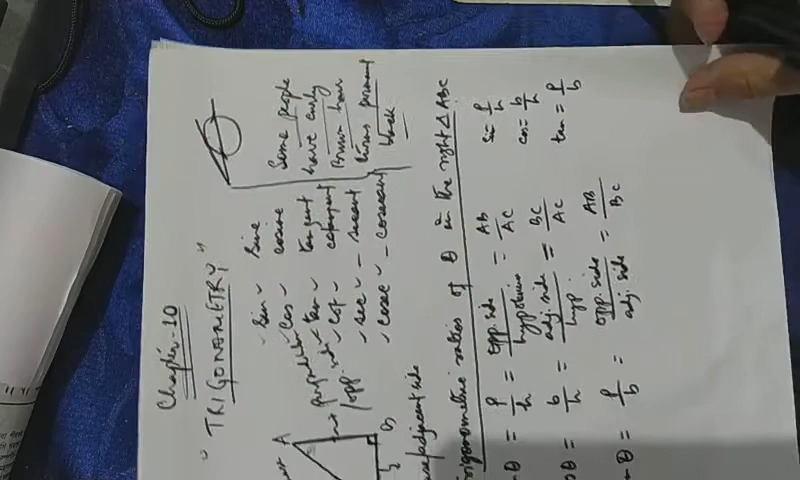 Chapter-10
" TRIGONOMETRY "
Sin - Sine
Cos - cosine
tan - tangent
cot - cotangent
sec - secant
cosec - cosecant
Some people
have curly
Brown hair
turns permanent
black
A
B
/opp. side
/adjacent side
Trigonometric ratios of θ in the right Δ ABC
θ = p/h = opp. side/hypotenuse = AB/AC
sin = p/h
θ = b/h = adj. side/hyp. = BC/AC
cos = b/h
θ = p/b = opp. side/adj. side = AB/BC
tan = p/b